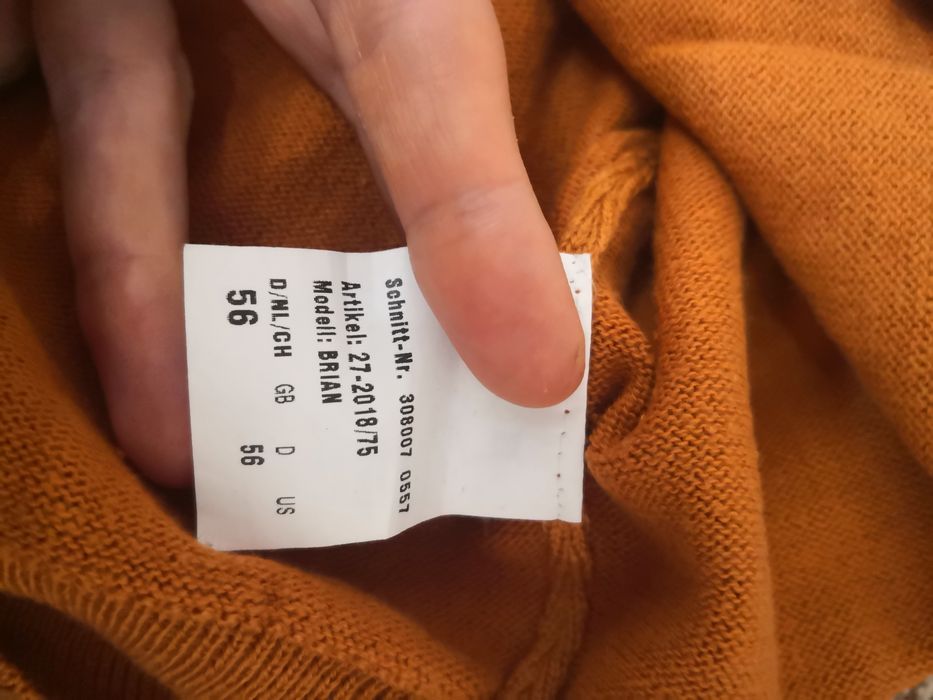 Schnitt-Nr. 308007 0557
Artikel: 27-2018/75
Modell: BRIAN
D/NL/CH GB D US
56 56